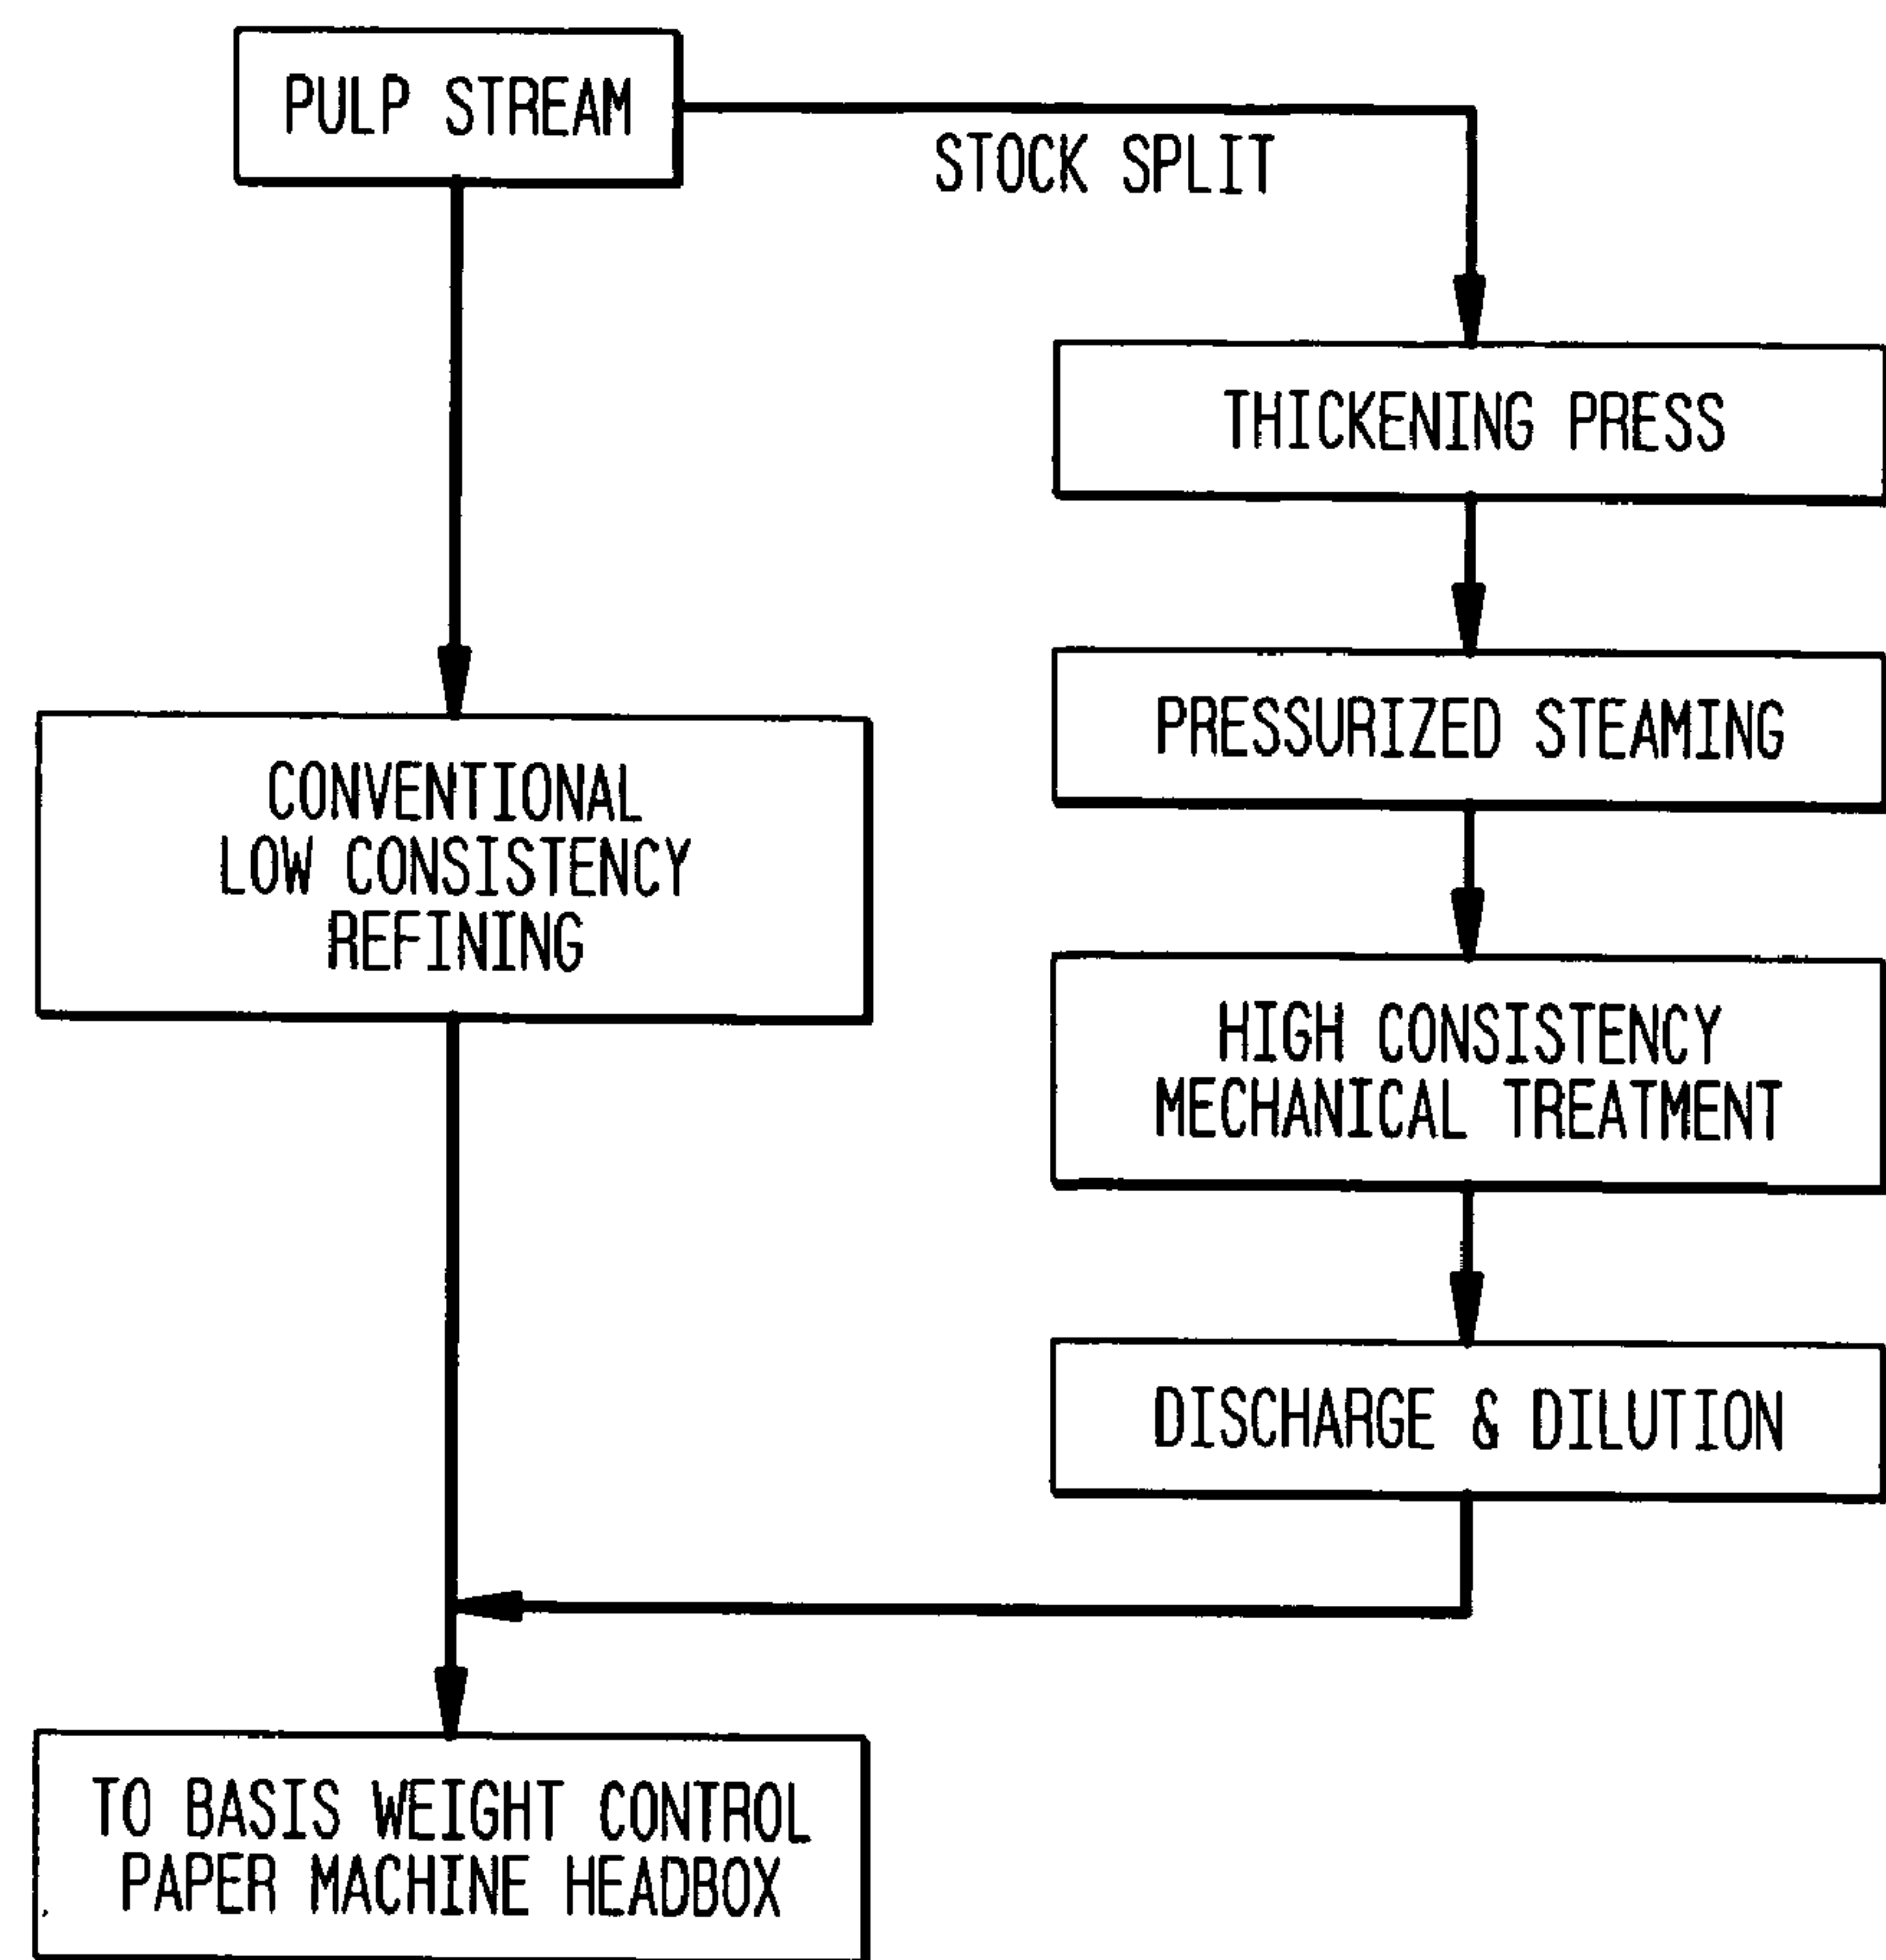 PULP STREAM
STOCK SPLIT
THICKENING PRESS
PRESSURIZED STEAMING
CONVENTIONAL
LOW CONSISTENCY
REFINING
HIGH CONSISTENCY
MECHANICAL TREATMENT
DISCHARGE & DILUTION
TO BASIS WEIGHT CONTROL
PAPER MACHINE HEADBOX